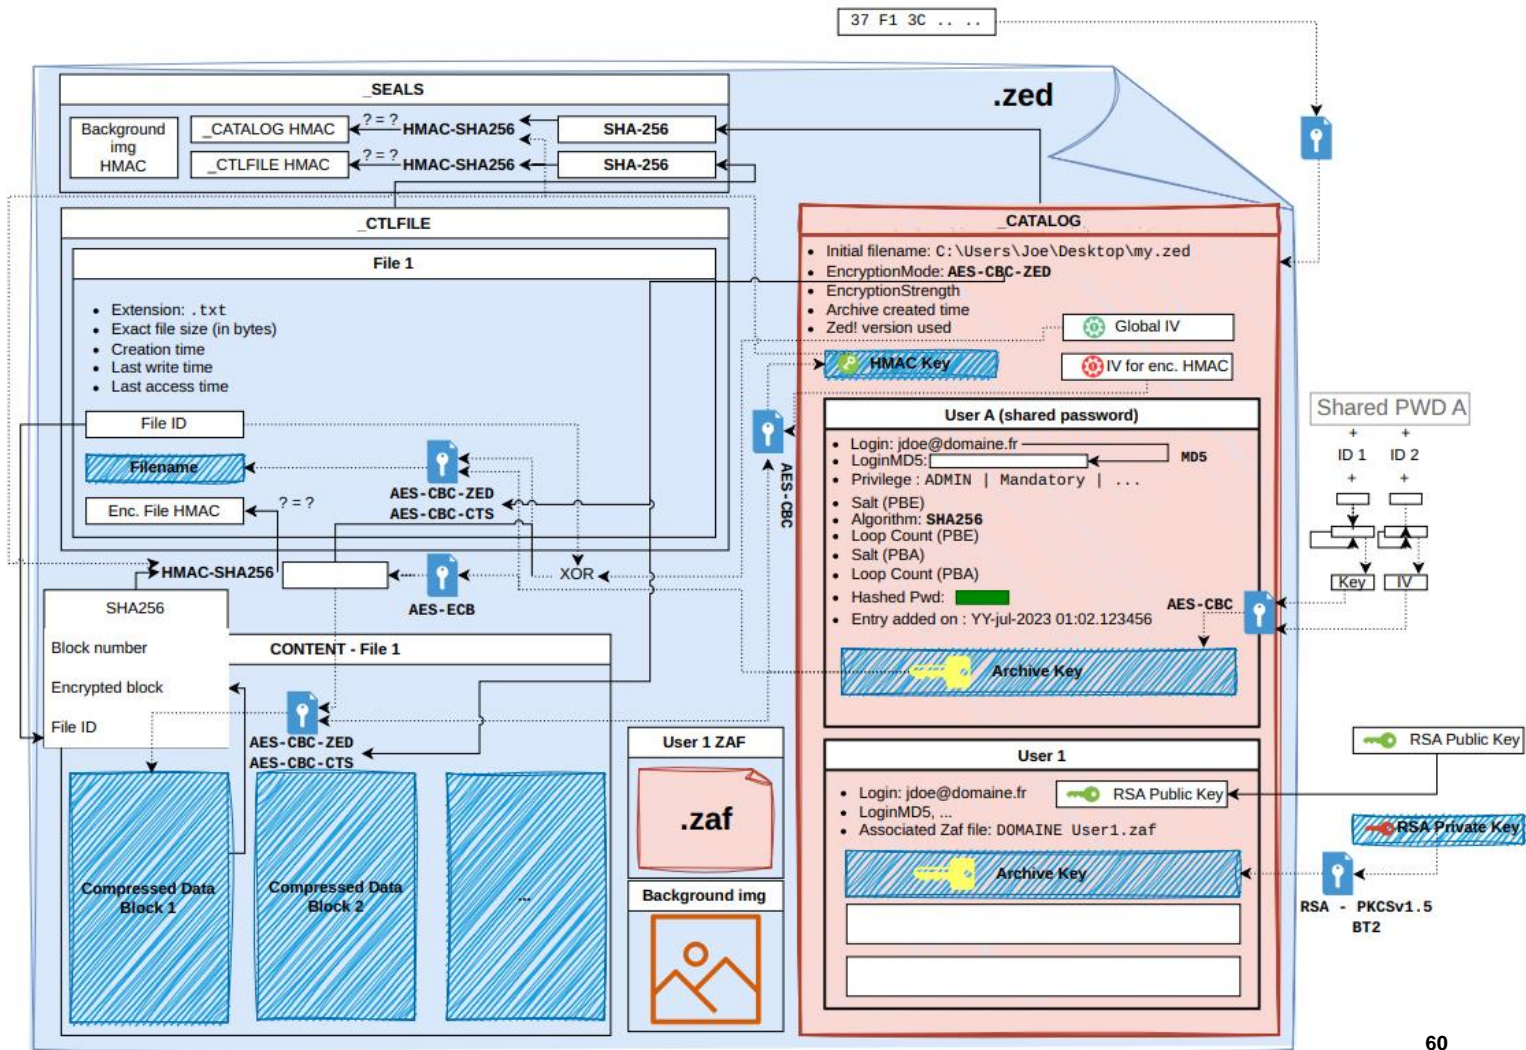 37 F1 3C .. ..
.zed
_SEALS
Background
img
HMAC
_CATALOG HMAC
? = ?
HMAC-SHA256
SHA-256
_CTLFILE HMAC
? = ?
HMAC-SHA256
SHA-256
_CTLFILE
File 1
• Extension: .txt
• Exact file size (in bytes)
• Creation time
• Last write time
• Last access time
File ID
Filename
Enc. File HMAC
? = ?
AES-CBC-ZED
AES-CBC-CTS
HMAC-SHA256
...
AES-ECB
XOR
SHA256
Block number
Encrypted block
File ID
CONTENT - File 1
AES-CBC-ZED
AES-CBC-CTS
Compressed Data
Block 1
Compressed Data
Block 2
...
User 1 ZAF
.zaf
Background img
_CATALOG
• Initial filename: C:\Users\Joe\Desktop\my.zed
• EncryptionMode: AES-CBC-ZED
• EncryptionStrength
• Archive created time
• Zed! version used
Global IV
HMAC Key
IV for enc. HMAC
AES-CBC
User A (shared password)
• Login: jdoe@domaine.fr
• LoginMD5:
MD5
• Privilege : ADMIN | Mandatory | ...
• Salt (PBE)
• Algorithm: SHA256
• Loop Count (PBE)
• Salt (PBA)
• Loop Count (PBA)
• Hashed Pwd:
• Entry added on : YY-jul-2023 01:02.123456
AES-CBC
Archive Key
User 1
• Login: jdoe@domaine.fr
• LoginMD5, ...
• Associated Zaf file: DOMAINE User1.zaf
RSA Public Key
Archive Key
Shared PWD A
+ +
ID 1 ID 2
+ +
Key IV
RSA Public Key
RSA Private Key
RSA - PKCSv1.5
BT2
60